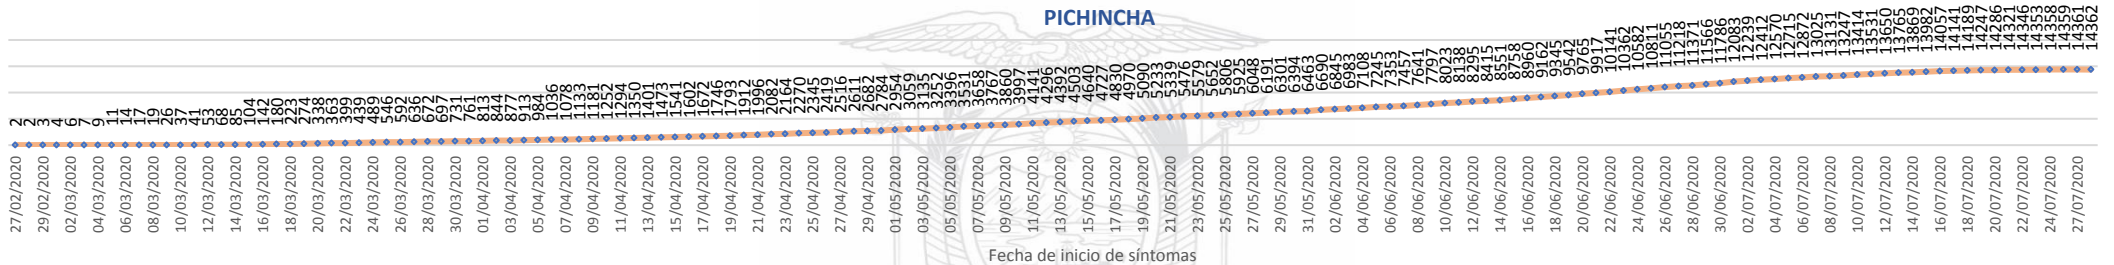 PICHINCHA
2 2 3 4 6 7 9 11 14 17 19 26 37 41 53 68 85 104 142 180 223 274 338 363 399 439 489 546 592 636 672 697 731 761 813 844 877 913 984 1036 1078 1133 1181 1252 1294 1350 1401 1473 1541 1602 1672 1746 1793 1912 1996 2082 2164 2270 2345 2419 2516 2611 2682 2784 2954 3059 3135 3252 3396 3531 3658 3767 3860 3997 4141 4296 4392 4503 4640 4727 4830 4970 5090 5233 5339 5476 5579 5652 5806 5925 6048 6191 6301 6394 6463 6690 6845 6983 7108 7245 7353 7457 7641 7797 8023 8138 8295 8415 8551 8758 8960 9162 9345 9542 9765 9917 10141 10362 10582 10811 11055 11218 11371 11566 11786 12083 12239 12412 12570 12715 12872 13025 13131 13247 13414 13531 13650 13765 13869 13982 14057 14141 14189 14247 14286 14321 14346 14353 14358 14359 14361 14362
27/02/2020 29/02/2020 02/03/2020 04/03/2020 06/03/2020 08/03/2020 10/03/2020 12/03/2020 14/03/2020 16/03/2020 18/03/2020 20/03/2020 22/03/2020 24/03/2020 26/03/2020 28/03/2020 30/03/2020 01/04/2020 03/04/2020 05/04/2020 07/04/2020 09/04/2020 11/04/2020 13/04/2020 15/04/2020 17/04/2020 19/04/2020 21/04/2020 23/04/2020 25/04/2020 27/04/2020 29/04/2020 01/05/2020 03/05/2020 05/05/2020 07/05/2020 09/05/2020 11/05/2020 13/05/2020 15/05/2020 17/05/2020 19/05/2020 21/05/2020 23/05/2020 25/05/2020 27/05/2020 29/05/2020 31/05/2020 02/06/2020 04/06/2020 06/06/2020 08/06/2020 10/06/2020 12/06/2020 14/06/2020 16/06/2020 18/06/2020 20/06/2020 22/06/2020 24/06/2020 26/06/2020 28/06/2020 30/06/2020 02/07/2020 04/07/2020 06/07/2020 08/07/2020 10/07/2020 12/07/2020 14/07/2020 16/07/2020 18/07/2020 20/07/2020 22/07/2020 24/07/2020 27/07/2020
Fecha de inicio de síntomas